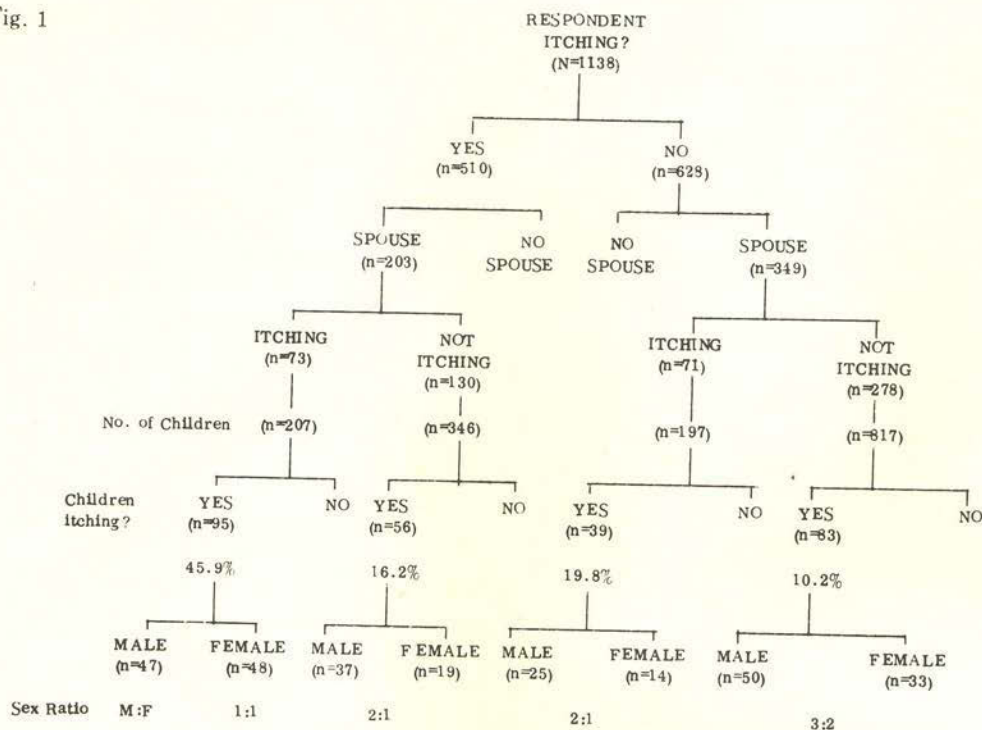 Fig. 1
RESPONDENT
ITCHING?
(N=1138)
YES
(n=510)
NO
(n=628)
SPOUSE
(n=203)
NO
SPOUSE
NO
SPOUSE
SPOUSE
(n=349)
ITCHING
(n=73)
NOT
ITCHING
(n=130)
ITCHING
(n=71)
NOT
ITCHING
(n=278)
No. of Children (n=207) (n=346) (n=197) (n=817)
Children
itching?
YES
(n=95)
NO
YES
(n=56)
NO
YES
(n=39)
NO
YES
(n=83)
NO
45.9% 16.2% 19.8% 10.2%
MALE
(n=47)
FEMALE
(n=48)
MALE
(n=37)
FEMALE
(n=19)
MALE
(n=25)
FEMALE
(n=14)
MALE
(n=50)
FEMALE
(n=33)
Sex Ratio M:F 1:1 2:1 2:1 3:2